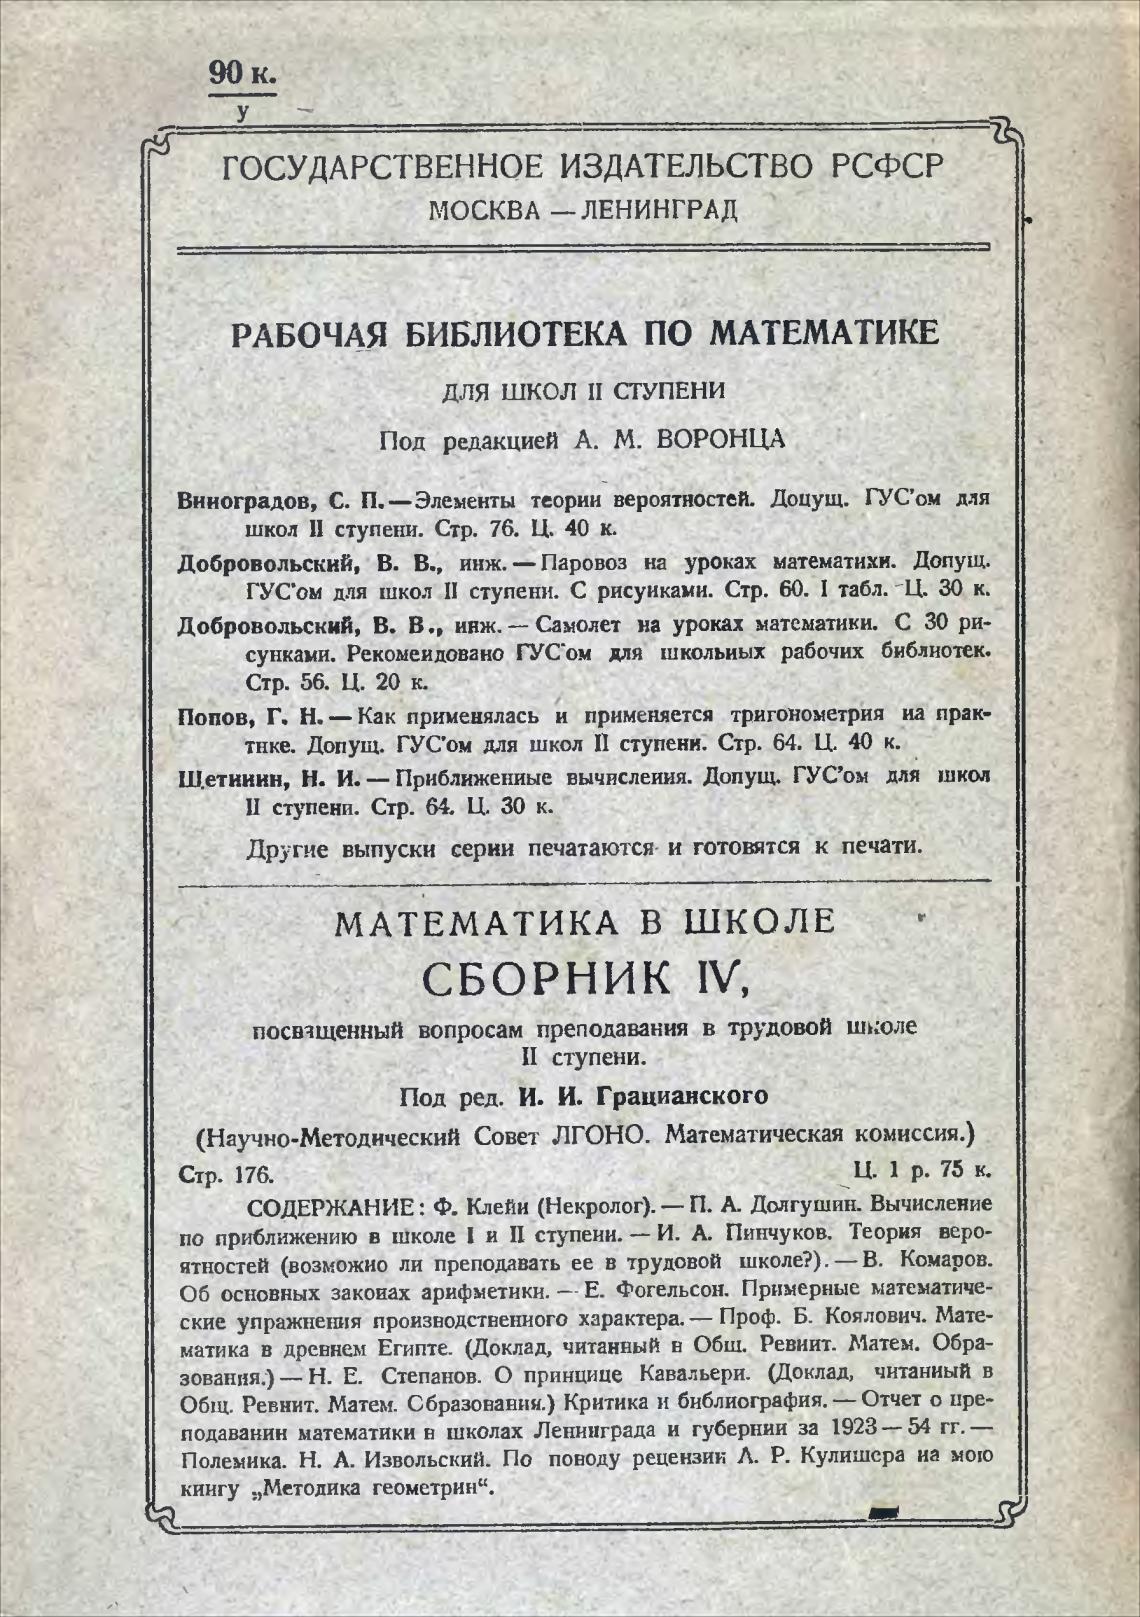 90 к.
у
ГОСУДАРСТВЕННОЕ ИЗДАТЕЛЬСТВО РСФСР
МОСКВА — ЛЕНИНГРАД
РАБОЧАЯ БИБЛИОТЕКА ПО МАТЕМАТИКЕ
ДЛЯ ШКОЛ II СТУПЕНИ
Под редакцией А. М. ВОРОНЦА
Виноградов, С. П. — Элементы теории вероятностей. Допущ. ГУС'ом для
школ II ступени. Стр. 76. Ц. 40 к.
Добровольский, В. В., инж. — Паровоз на уроках математихи. Допущ.
ГУС'ом для школ II ступени. С рисунками. Стр. 60. I табл. Ц. 30 к.
Добровольский, В. В., инж. — Самолет на уроках математики. С 30 ри-
сунками. Рекомендовано ГУС'ом для школьных рабочих библиотек.
Стр. 56. Ц. 20 к.
Попов, Г. Н. — Как применялась и применяется тригонометрия на прак-
тике. Допущ. ГУС'ом для школ II ступени. Стр. 64. Ц. 40 к.
Щетинин, Н. И. — Приближенные вычисления. Допущ. ГУС'ом для школ
II ступени. Стр. 64. Ц. 30 к.
Другие выпуски серии печатаются и готовятся к печати.
МАТЕМАТИКА В ШКОЛЕ
СБОРНИК IV,
посвященный вопросам преподавания в трудовой школе
II ступени.
Под ред. И. И. Грацианского
(Научно-Методический Совет ЛГОНО. Математическая комиссия.)
Стр. 176. Ц. 1 р. 75 к.
СОДЕРЖАНИЕ: Ф. Клейн (Некролог). — П. А. Долгушин. Вычисление
по приближению в школе I и II ступени. — И. А. Пинчуков. Теория веро-
ятностей (возможно ли преподавать ее в трудовой школе?). — В. Комаров.
Об основных законах арифметики. — Е. Фогельсон. Примерные математиче-
ские упражнения производственного характера. — Проф. Б. Коялович. Мате-
матика в древнем Египте. (Доклад, читанный в Общ. Ревнит. Матем. Обра-
зования.) — Н. Е. Степанов. О принципе Кавальери. (Доклад, читанный в
Общ. Ревнит. Матем. Образования.) Критика и библиография. — Отчет о пре-
подавании математики в школах Ленинграда и губернии за 1923 — 54 гг. —
Полемика. Н. А. Извольский. По поводу рецензии Л. Р. Кулишера на мою
книгу „Методика геометрии“.